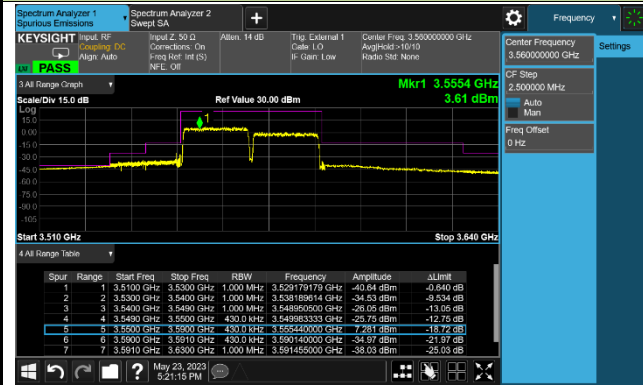 Spectrum Analyzer 1
Spurious Emissions
Spectrum Analyzer 2
Swept SA
Frequency
KEYSIGHT
Input: RF
Coupling: DC
Align: Auto
Input Z: 50 Ω
Corrections: On
Freq Ref: Int (S)
NFE: Off
Atten: 14 dB
Trig: External 1
Gate: LO
IF Gain: Low
Center Freq: 3.560000000 GHz
Avg|Hold:>10/10
Radio Std: None
PASS
Center Frequency
3.560000000 GHz
Settings
CF Step
2.500000 MHz
Auto
Man
Freq Offset
0 Hz
3 All Range Graph
Mkr1 3.5554 GHz
Scale/Div 15.0 dB
Ref Value 30.00 dBm
3.61 dBm
Log
15.0
0.00
-15.0
-30.0
-45.0
-60.0
-75.0
-90.0
-105
1
Start 3.510 GHz
Stop 3.640 GHz
4 All Range Table
Spur Range Start Freq Stop Freq RBW Frequency Amplitude ΔLimit
1 1 3.5100 GHz 3.5300 GHz 1.000 MHz 3.529179179 GHz -40.64 dBm -0.640 dB
2 2 3.5300 GHz 3.5400 GHz 1.000 MHz 3.538189614 GHz -34.53 dBm -9.534 dB
3 3 3.5400 GHz 3.5490 GHz 1.000 MHz 3.548950500 GHz -26.05 dBm -13.05 dB
4 4 3.5490 GHz 3.5500 GHz 430.0 kHz 3.549983333 GHz -25.75 dBm -12.75 dB
5 5 3.5500 GHz 3.5900 GHz 430.0 kHz 3.555440000 GHz 7.281 dBm -18.72 dB
6 6 3.5900 GHz 3.5910 GHz 430.0 kHz 3.590140000 GHz -34.97 dBm -21.97 dB
7 7 3.5910 GHz 3.6300 GHz 1.000 MHz 3.591455000 GHz -38.03 dBm -25.03 dB
May 23, 2023
5:21:15 PM